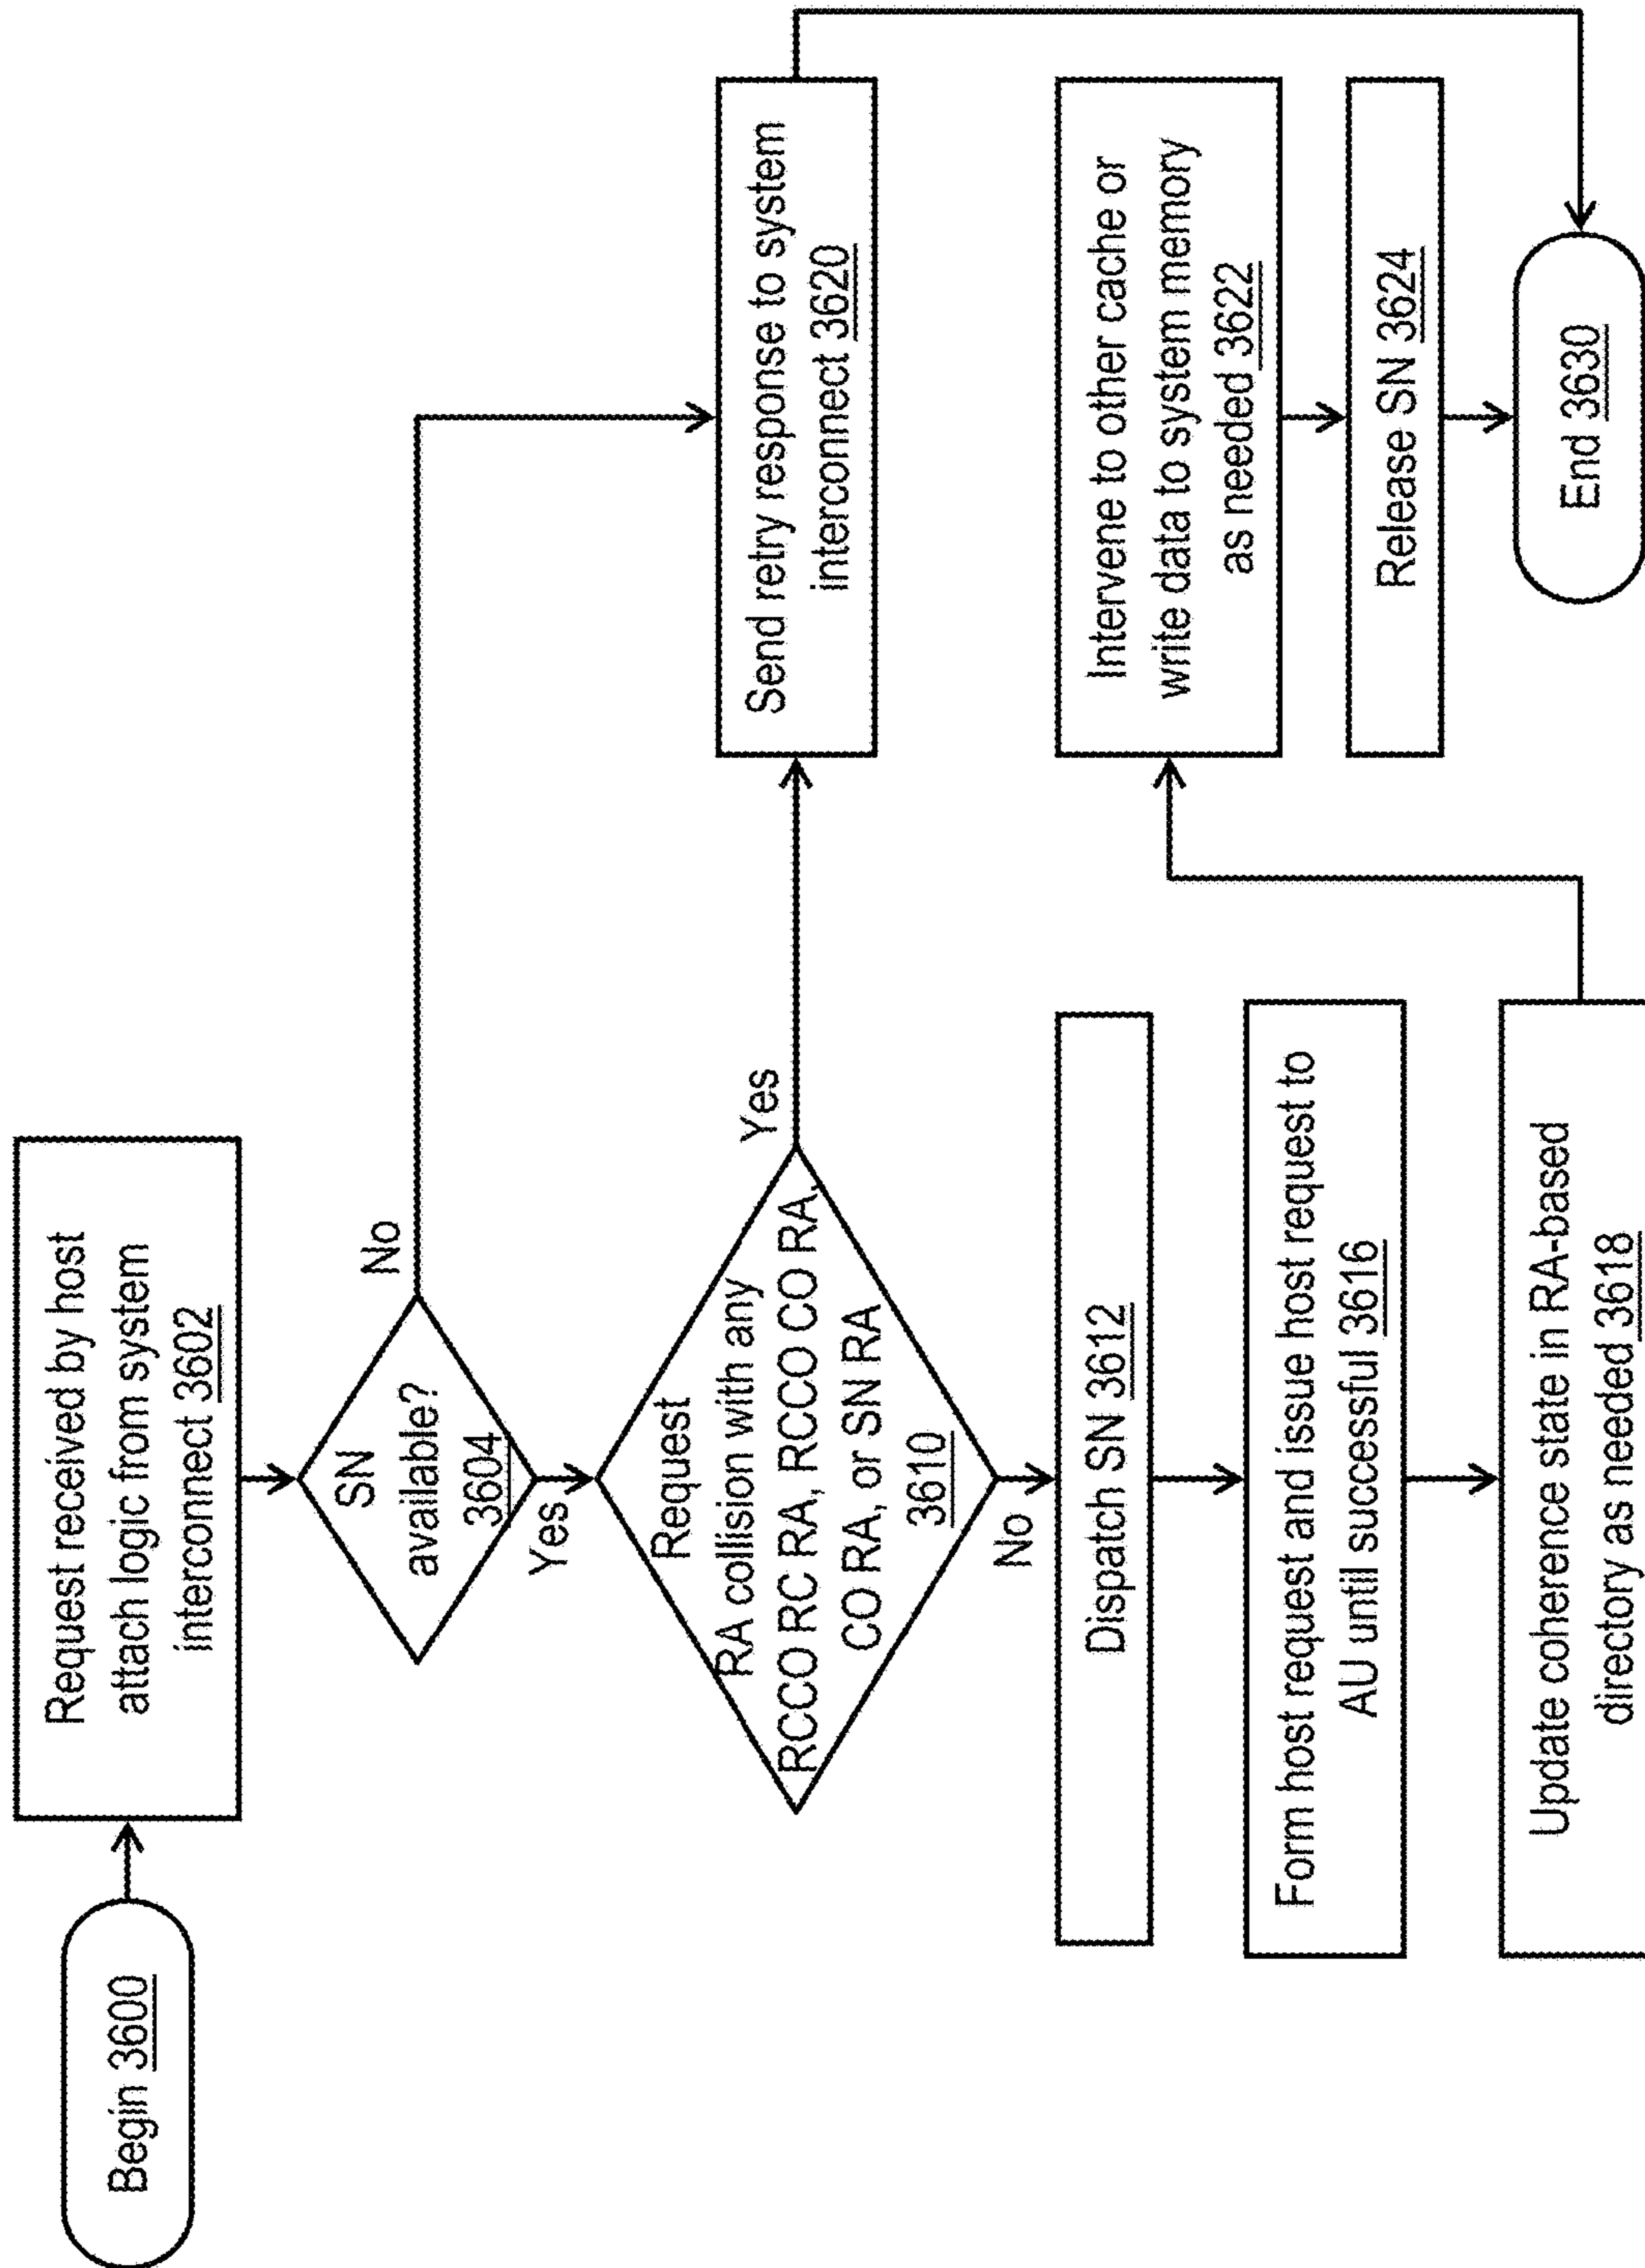 Begin 3600
Request received by host
attach logic from system
interconnect 3602
SN
available?
3604
No
Yes
Request
RA collision with any
RCCO RC RA, RCCO CO RA,
CO RA, or SN RA
3610
Yes
No
Dispatch SN 3612
Form host request and issue host request to
AU until successful 3616
Update coherence state in RA-based
directory as needed 3618
Send retry response to system
interconnect 3620
Intervene to other cache or
write data to system memory
as needed 3622
Release SN 3624
End 3630